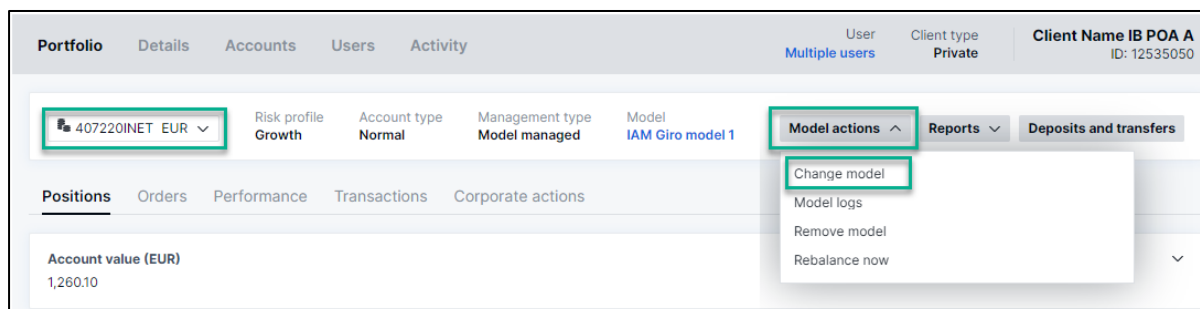 Portfolio Details Accounts Users Activity
User
Multiple users
Client type
Private
Client Name IB POA A
ID: 12535050
407220INET EUR
Risk profile
Growth
Account type
Normal
Management type
Model managed
Model
IAM Giro model 1
Model actions
Reports
Deposits and transfers
Change model
Model logs
Remove model
Rebalance now
Positions Orders Performance Transactions Corporate actions
Account value (EUR)
1,260.10